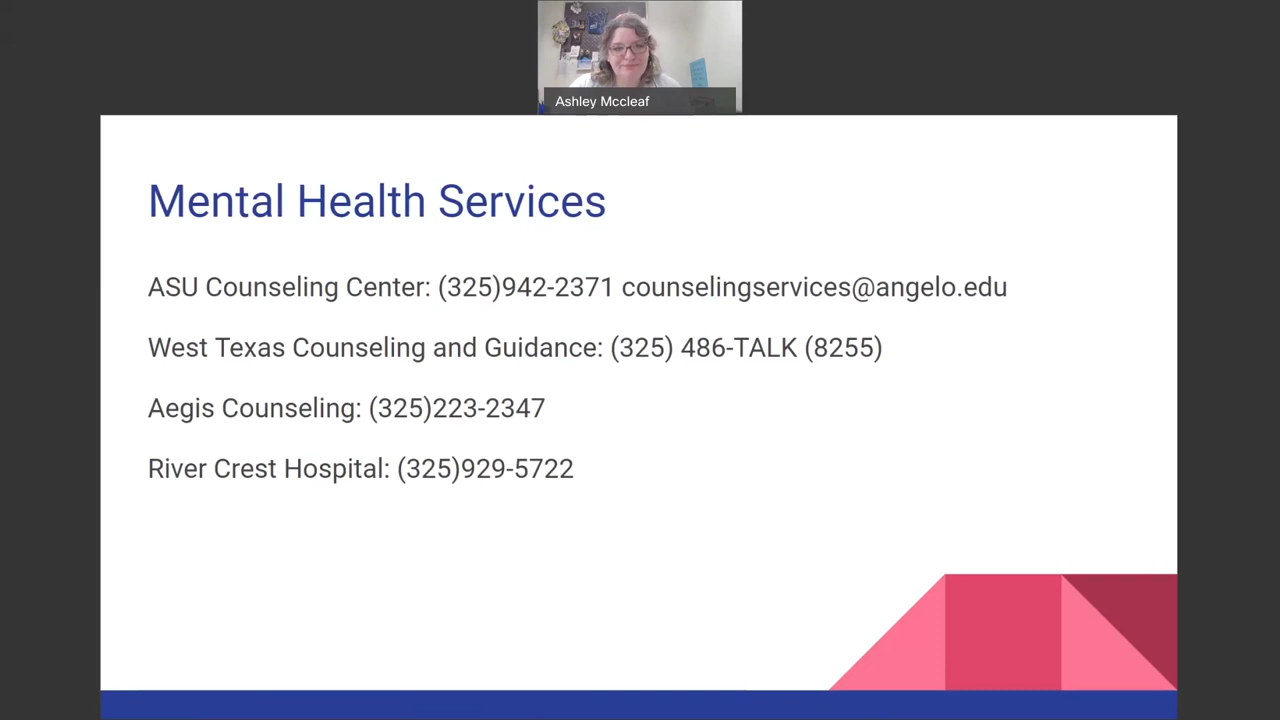 Ashley Mccleaf
Mental Health Services
ASU Counseling Center: (325)942-2371 counselingservices@angelo.edu
West Texas Counseling and Guidance: (325) 486-TALK (8255)
Aegis Counseling: (325)223-2347
River Crest Hospital: (325)929-5722